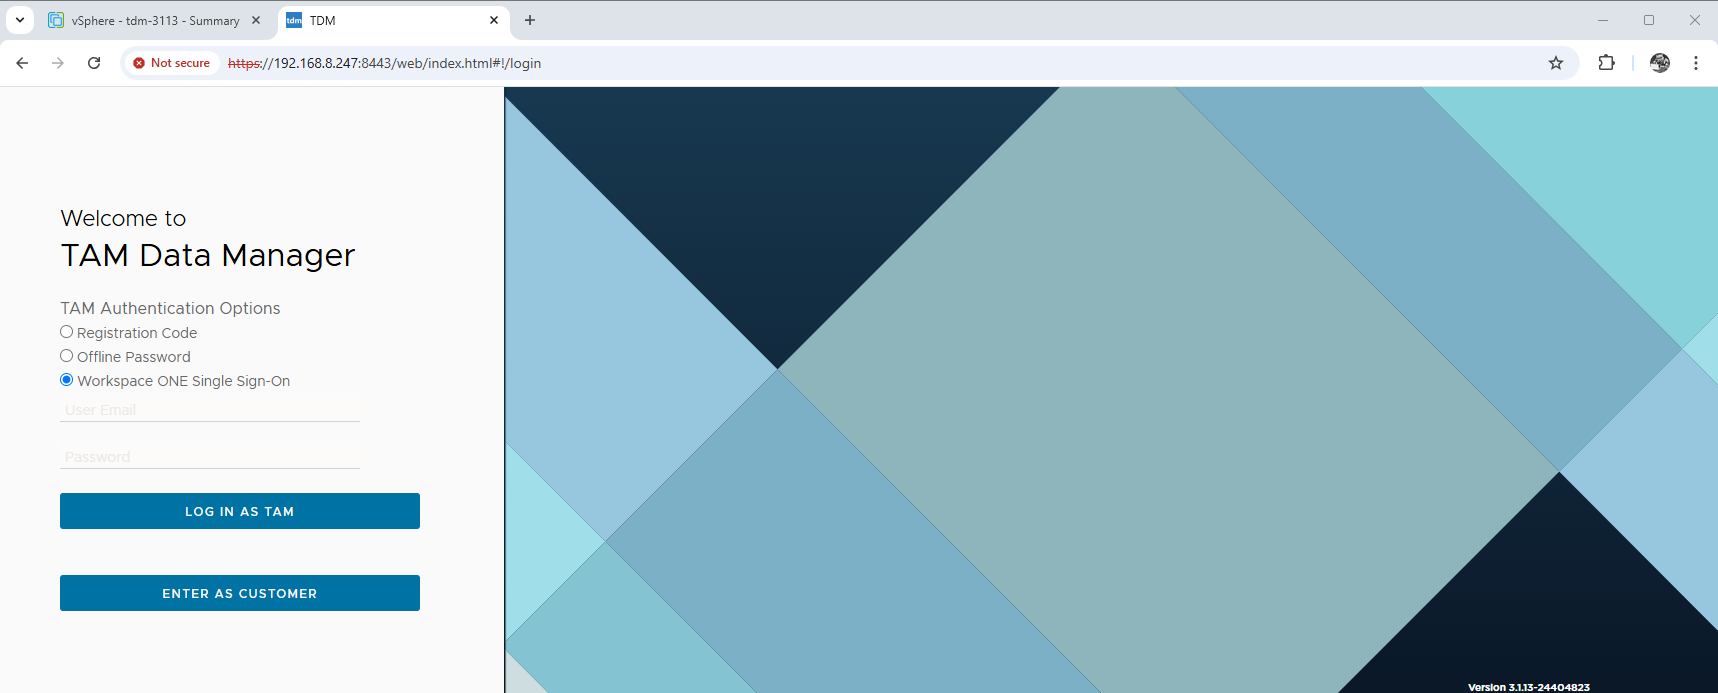 vSphere - tdm-3113 - Summary
tdm TDM
Not secure https://192.168.8.247:8443/web/index.html#!/login
Welcome to
TAM Data Manager
TAM Authentication Options
Registration Code
Offline Password
Workspace ONE Single Sign-On
User Email
Password
LOG IN AS TAM
ENTER AS CUSTOMER
Version 3.1.13-24404823